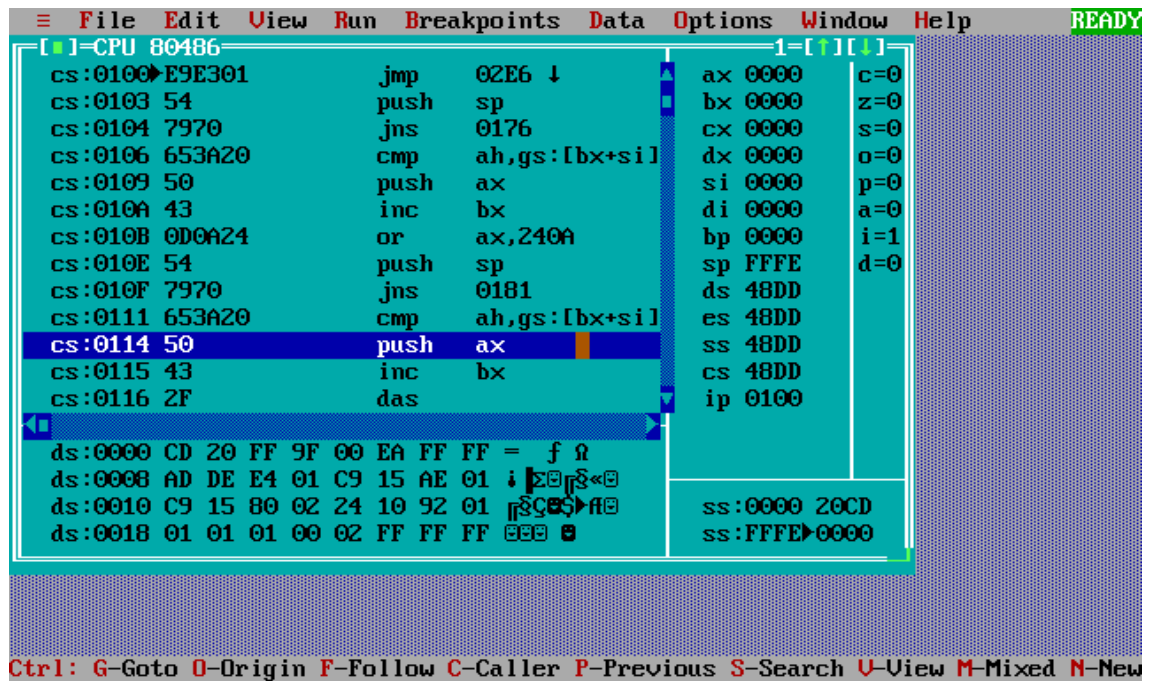 ≡ File Edit View Run Breakpoints Data Options Window Help READY
[■]=CPU 80486 1=[↑][↓]
cs:0100►E9E301 jmp 02E6 ↓ ax 0000 c=0
cs:0103 54 push sp bx 0000 z=0
cs:0104 7970 jns 0176 cx 0000 s=0
cs:0106 653A20 cmp ah,gs:[bx+si] dx 0000 o=0
cs:0109 50 push ax si 0000 p=0
cs:010A 43 inc bx di 0000 a=0
cs:010B 0D0A24 or ax,240A bp 0000 i=1
cs:010E 54 push sp sp FFFE d=0
cs:010F 7970 jns 0181 ds 48DD
cs:0111 653A20 cmp ah,gs:[bx+si] es 48DD
cs:0114 50 push ax ss 48DD
cs:0115 43 inc bx cs 48DD
cs:0116 2F das ip 0100
ds:0000 CD 20 FF 9F 00 EA FF FF = ƒ Ω
ds:0008 AD DE E4 01 C9 15 AE 01 ¡▐Σ☺╔§«☺
ds:0010 C9 15 80 02 24 10 92 01 ╔§Ç☻$►Æ☺ ss:0000 20CD
ds:0018 01 01 01 00 02 FF FF FF ☺☺☺ ☻ ss:FFFE►0000
Ctrl: G-Goto O-Origin F-Follow C-Caller P-Previous S-Search V-View M-Mixed N-New